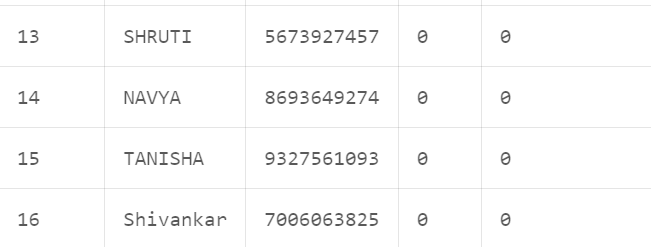 13 SHRUTI 5673927457 0 0
14 NAVYA 8693649274 0 0
15 TANISHA 9327561093 0 0
16 Shivankar 7006063825 0 0